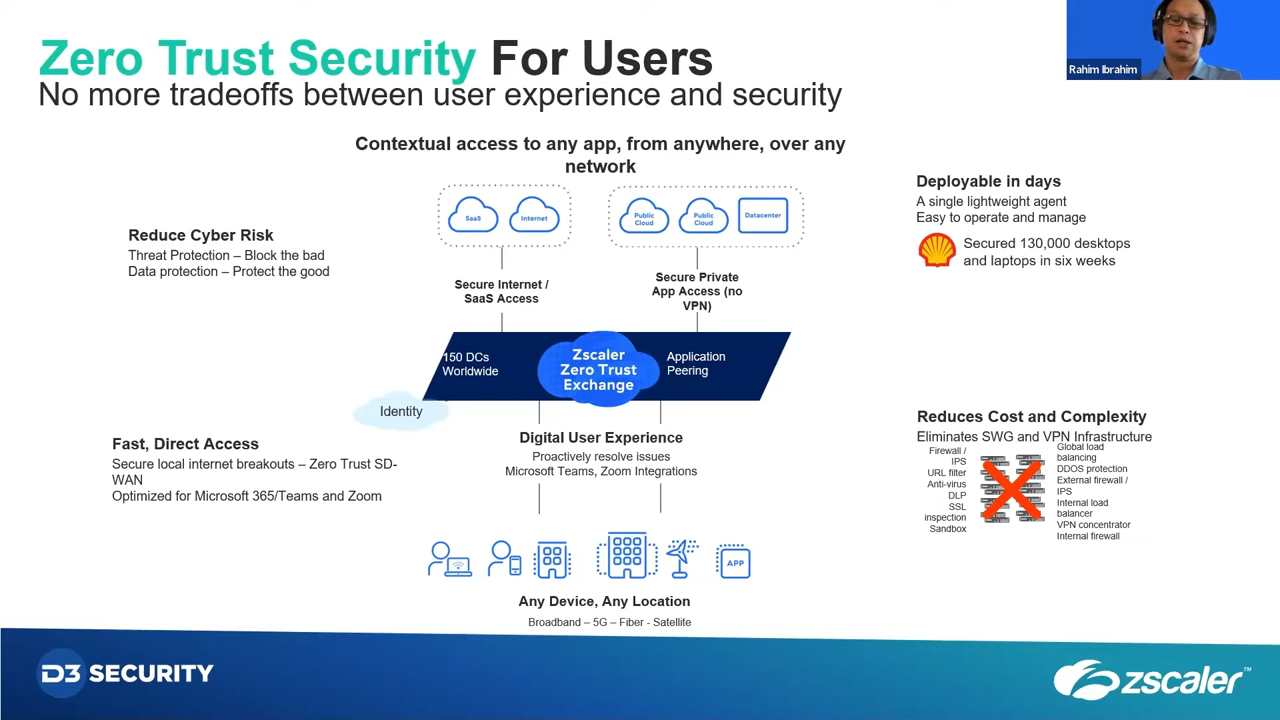 Zero Trust Security For Users
No more tradeoffs between user experience and security
Rahim Ibrahim
Contextual access to any app, from anywhere, over any
network
SaaS
Internet
Public
Cloud
Public
Cloud
Datacenter
Secure Internet /
SaaS Access
Secure Private
App Access (no
VPN)
Reduce Cyber Risk
Threat Protection – Block the bad
Data protection – Protect the good
Deployable in days
A single lightweight agent
Easy to operate and manage
Secured 130,000 desktops
and laptops in six weeks
150 DCs
Worldwide
Zscaler
Zero Trust
Exchange
Application
Peering
Identity
Fast, Direct Access
Secure local internet breakouts – Zero Trust SD-
WAN
Optimized for Microsoft 365/Teams and Zoom
Digital User Experience
Proactively resolve issues
Microsoft Teams, Zoom Integrations
Reduces Cost and Complexity
Eliminates SWG and VPN Infrastructure
Firewall /
IPS
URL filter
Anti-virus
DLP
SSL
inspection
Sandbox
Global load
balancing
DDOS protection
External firewall /
IPS
Internal load
balancer
VPN concentrator
Internal firewall
APP
Any Device, Any Location
Broadband – 5G – Fiber - Satellite
D3 SECURITY
zscaler™